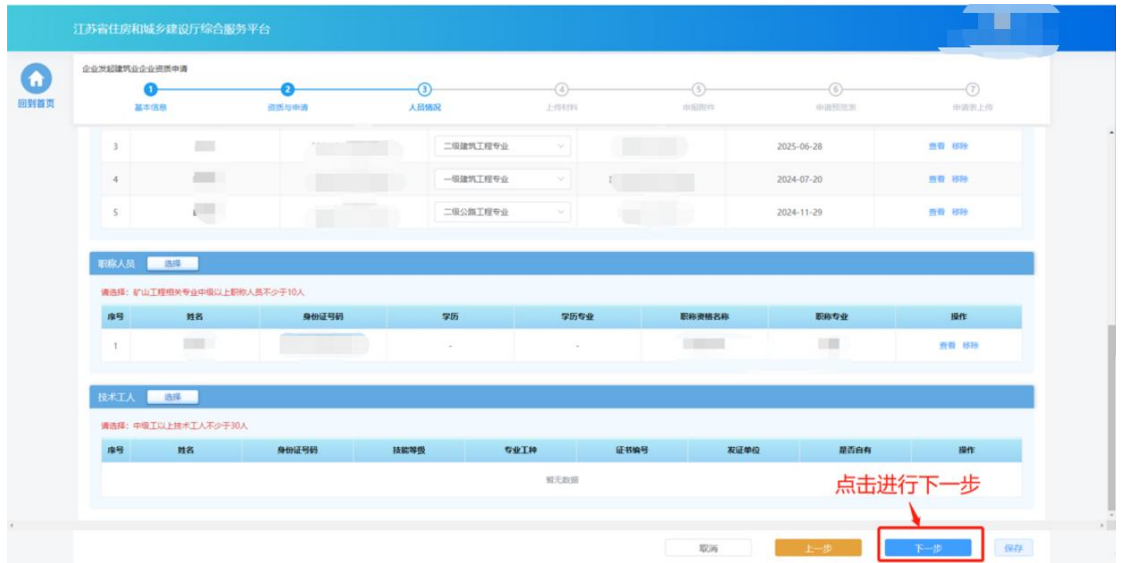 江苏省住房和城乡建设厅综合服务平台
回到首页
企业发起建筑业企业资质申请
1 2 3 4 5 6 7
基本信息 资质与申请 人员情况 上传材料 申报附件 申请预览表 申请表上传
3 二级建筑工程专业 2025-06-28 查看 移除
4 一级建筑工程专业 2024-07-20 查看 移除
5 二级公路工程专业 2024-11-29 查看 移除
职称人员 选择
请选择：矿山工程相关专业中级以上职称人员不少于10人
序号 姓名 身份证号码 学历 学历专业 职称资格名称 职称专业 操作
1 - - 查看 移除
技术工人 选择
请选择：中级工以上技术工人不少于30人
序号 姓名 身份证号码 技能等级 专业工种 证书编号 发证单位 是否自有 操作
暂无数据
点击进行下一步
取消 上一步 下一步 保存